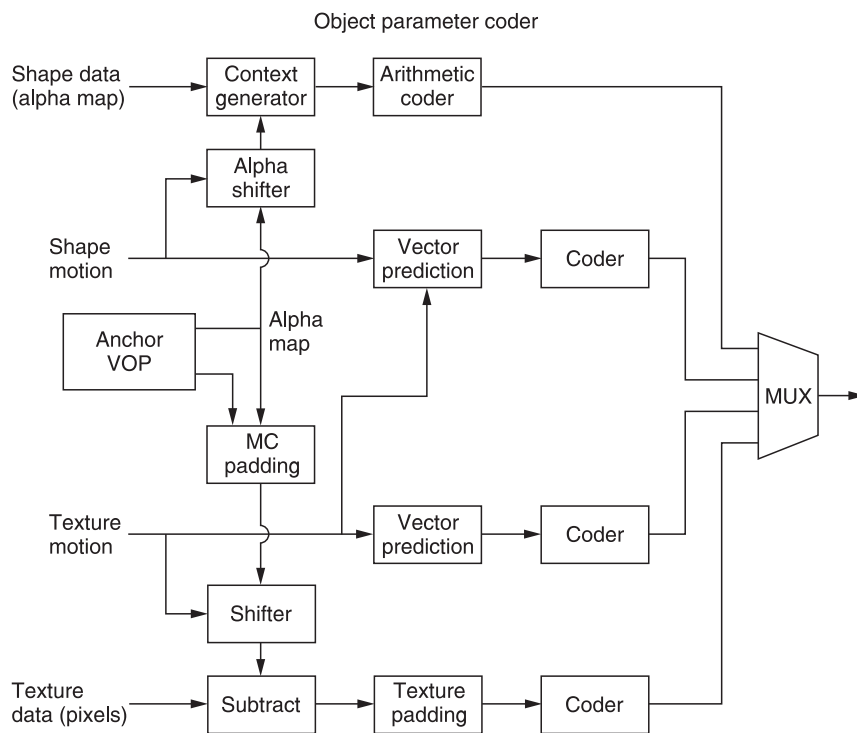 Object parameter coder
Shape data
(alpha map)
Context
generator
Arithmetic
coder
Alpha
shifter
Shape
motion
Vector
prediction
Coder
Anchor
VOP
Alpha
map
MUX
MC
padding
Texture
motion
Vector
prediction
Coder
Shifter
Texture
data (pixels)
Subtract
Texture
padding
Coder